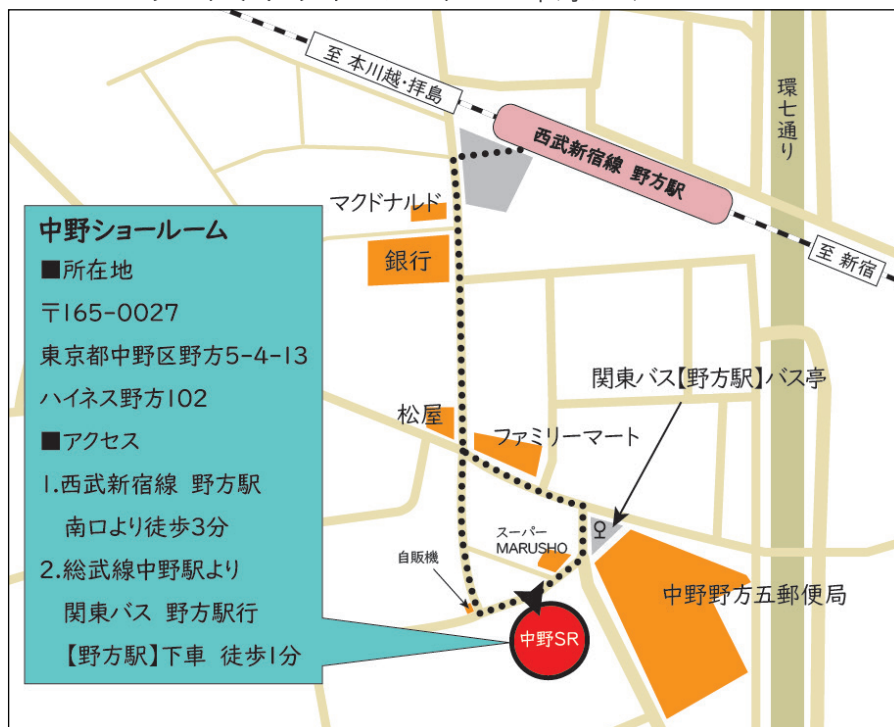 至 本川越・拝島
西武新宿線 野方駅
環七通り
至 新宿
マクドナルド
銀行
中野ショールーム
■所在地
〒165-0027
東京都中野区野方5-4-13
ハイネス野方102
■アクセス
1.西武新宿線 野方駅
南口より徒歩3分
2.総武線中野駅より
関東バス 野方駅行
【野方駅】下車 徒歩1分
関東バス【野方駅】バス亭
松屋
ファミリーマート
スーパー
MARUSHO
自販機
中野野方五郵便局
中野SR